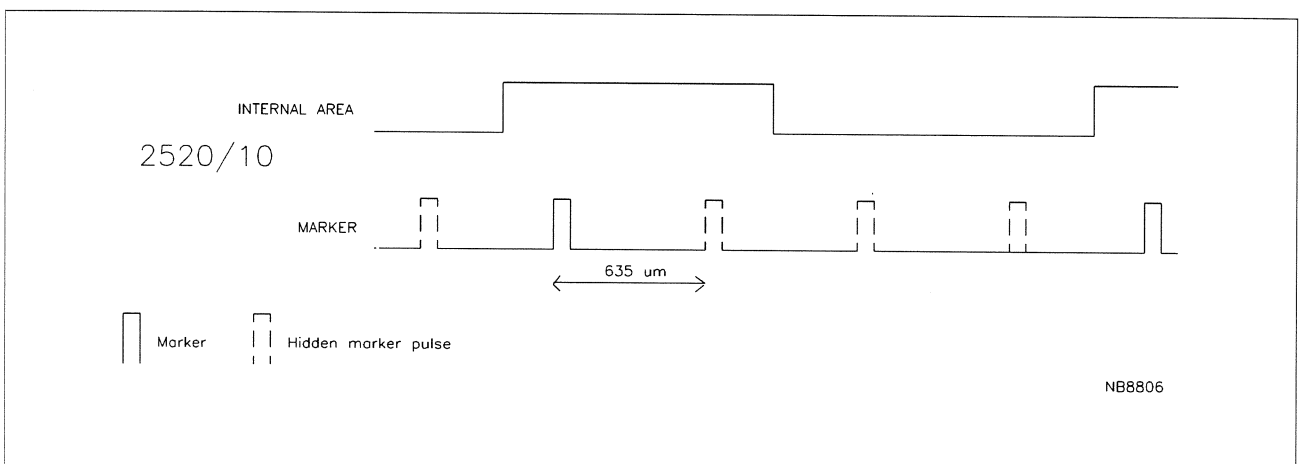 INTERNAL AREA
2520/10
MARKER
635 um
Marker
Hidden marker pulse
NB8806